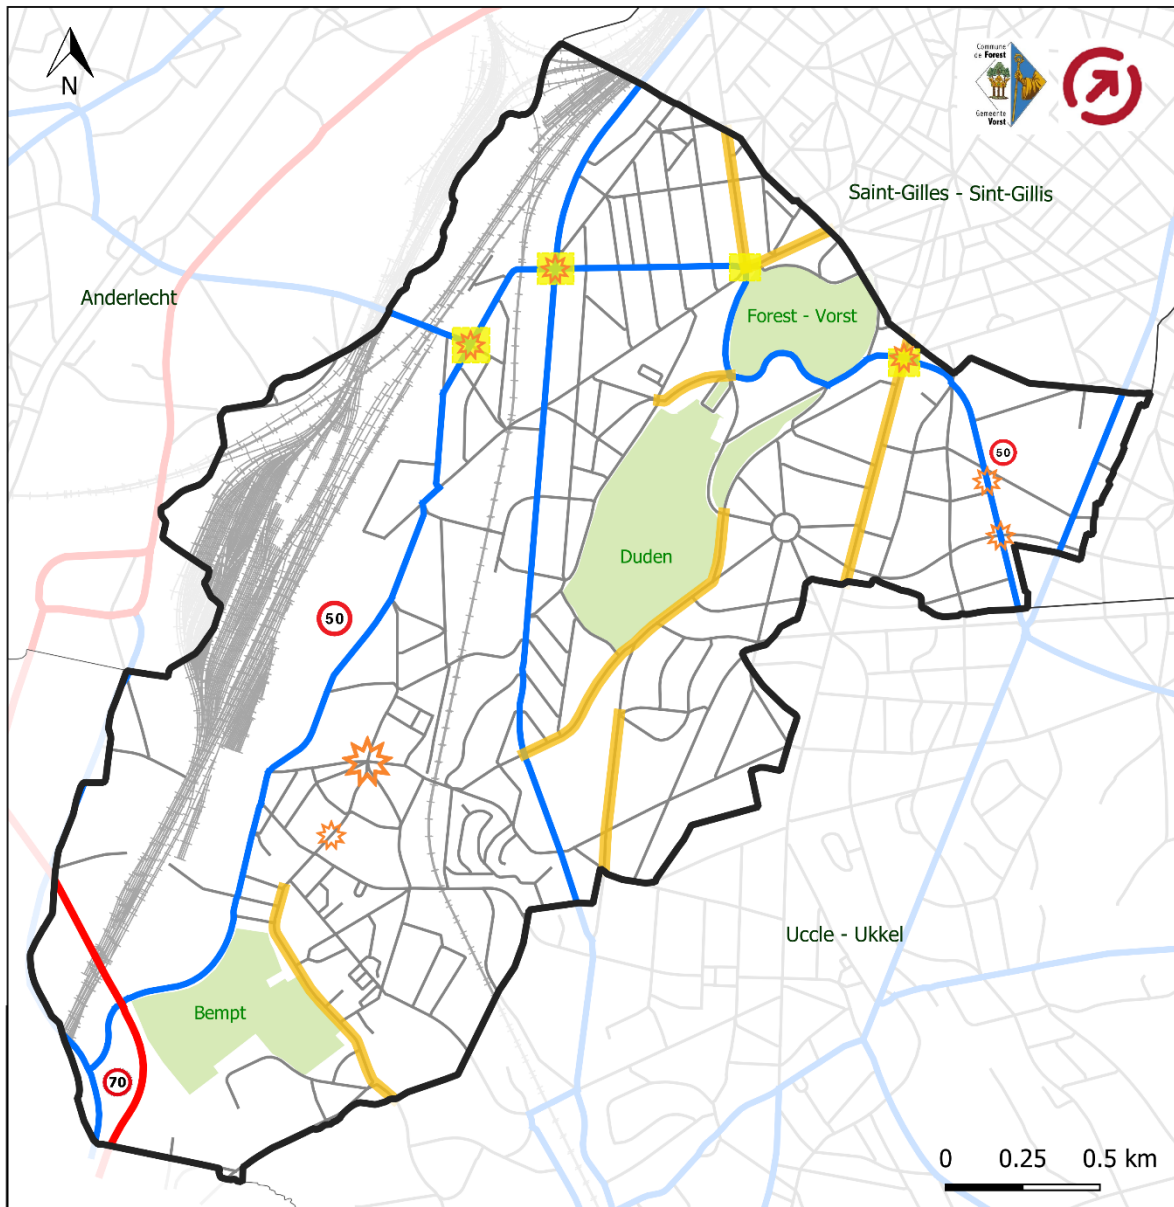 N
Commune
de Forest
Gemeente
Vorst
Saint-Gilles - Sint-Gillis
Anderlecht
Forest - Vorst
50
Duden
50
Uccle - Ukkel
Bempt
70
0 0.25 0.5 km